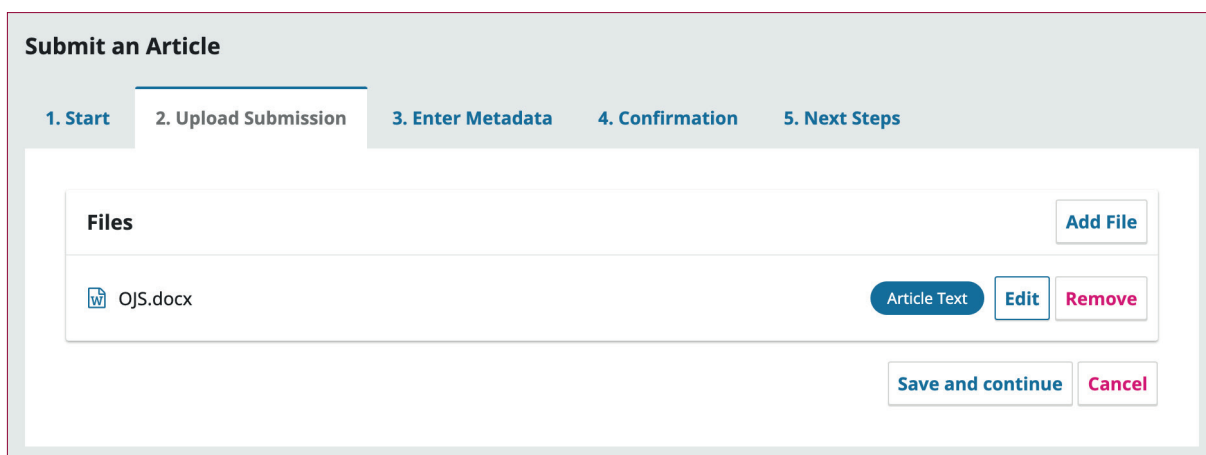 Submit an Article
1. Start 2. Upload Submission 3. Enter Metadata 4. Confirmation 5. Next Steps
Files Add File
OJS.docx Article Text Edit Remove
Save and continue Cancel